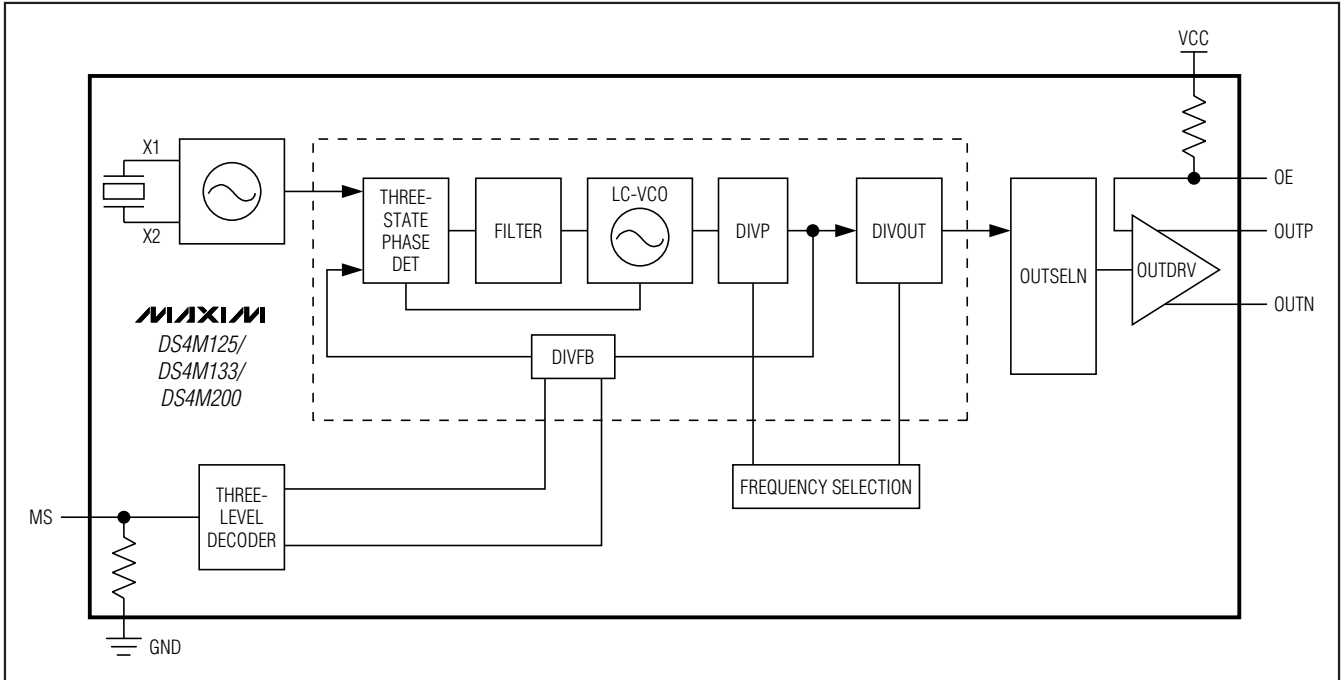 VCC
X1
X2
THREE-
STATE
PHASE
DET
FILTER
LC-VCO
DIVP
DIVOUT
OUTSELN
OUTDRV
OE
OUTP
OUTN
MAXIM
DS4M125/
DS4M133/
DS4M200
DIVFB
FREQUENCY SELECTION
MS
THREE-
LEVEL
DECODER
GND